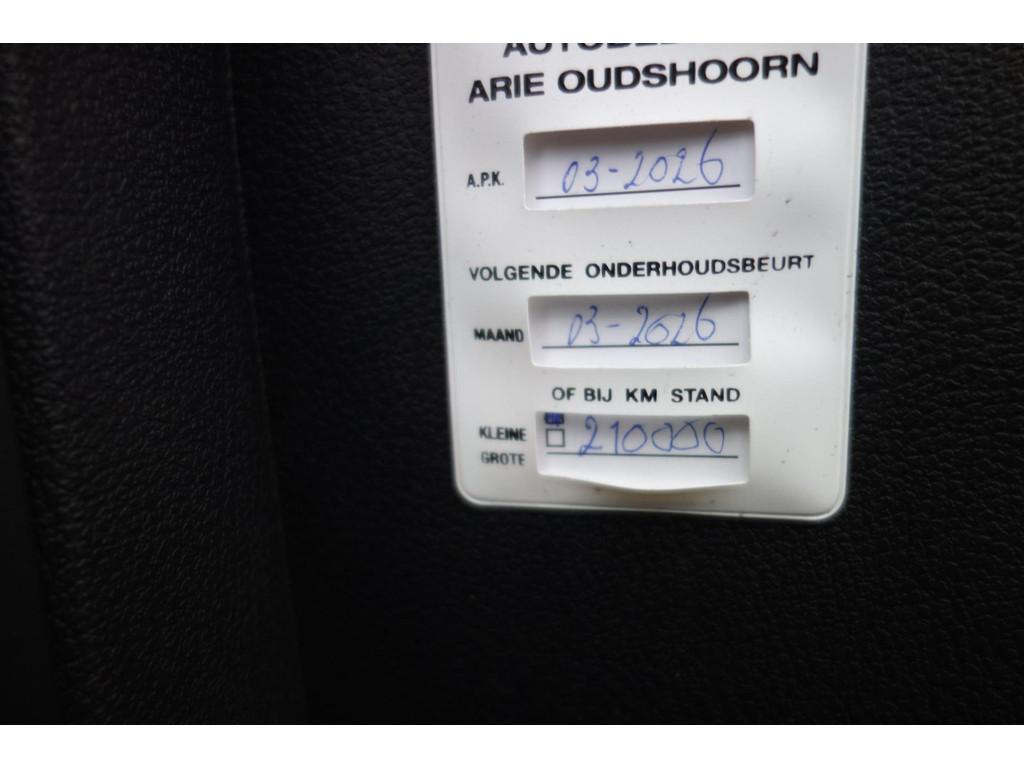 ARIE OUDSHOORN
A.P.K. 03-2026
VOLGENDE ONDERHOUDSBEURT
MAAND 03-2026
OF BIJ KM STAND
KLEINE 210000
GROTE